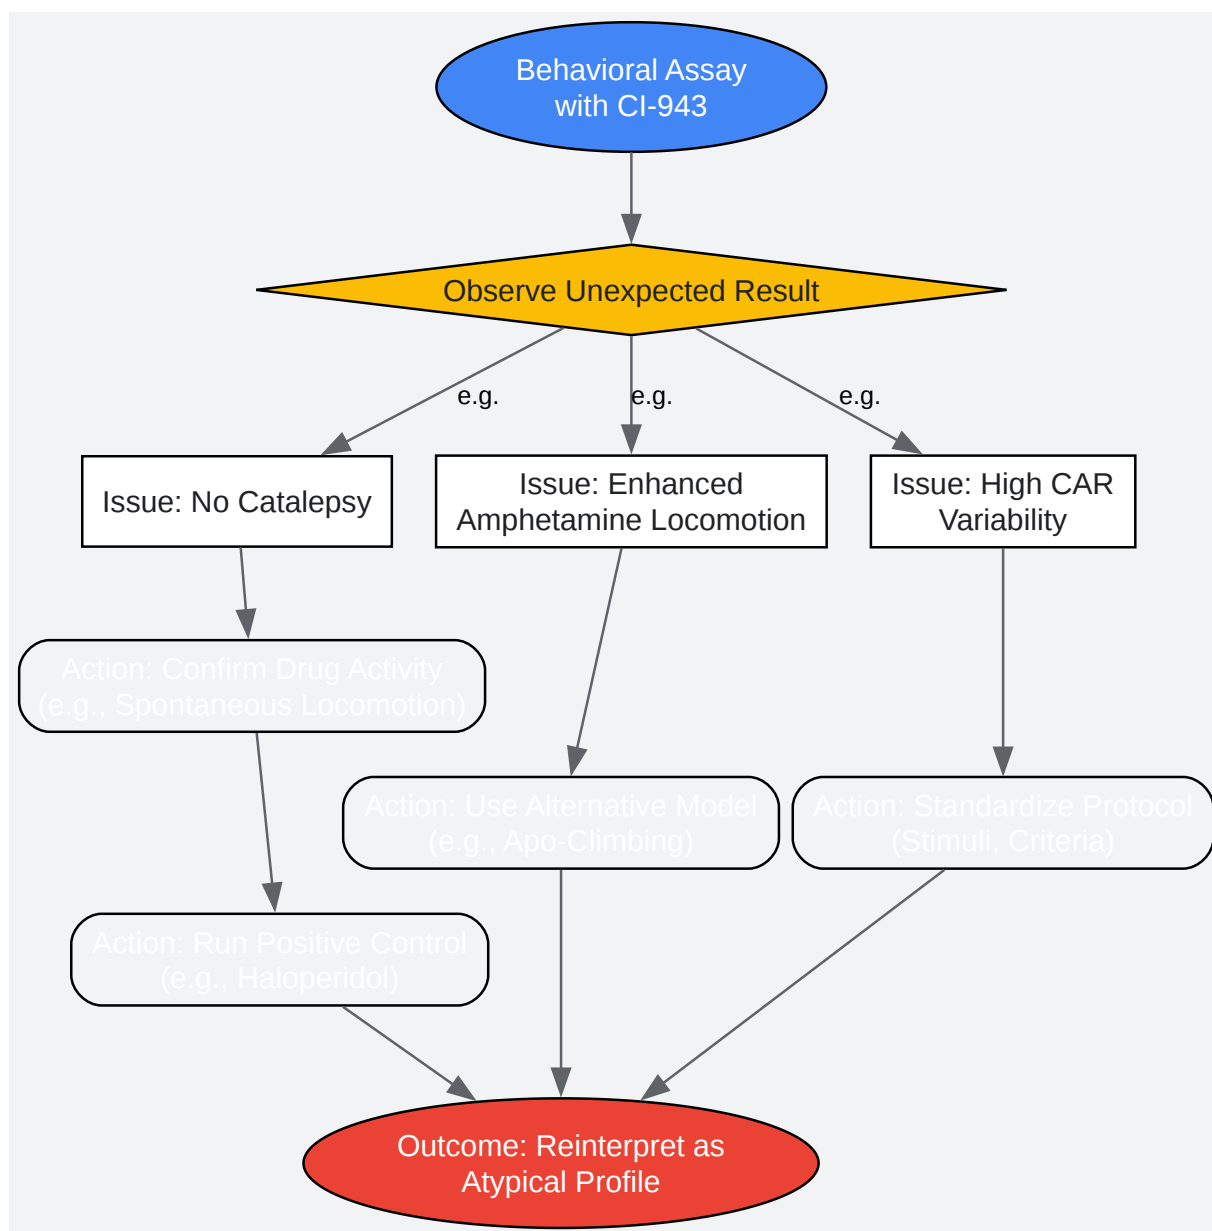 Behavioral Assay
with CI-943
Observe Unexpected Result
e.g.
e.g.
e.g.
Issue: No Catalepsy
Issue: Enhanced
Amphetamine Locomotion
Issue: High CAR
Variability
Action: Confirm Drug Activity
(e.g., Spontaneous Locomotion)
Action: Use Alternative Model
(e.g., Apo-Climbing)
Action: Standardize Protocol
(Stimuli, Criteria)
Action: Run Positive Control
(e.g., Haloperidol)
Outcome: Reinterpret as
Atypical Profile